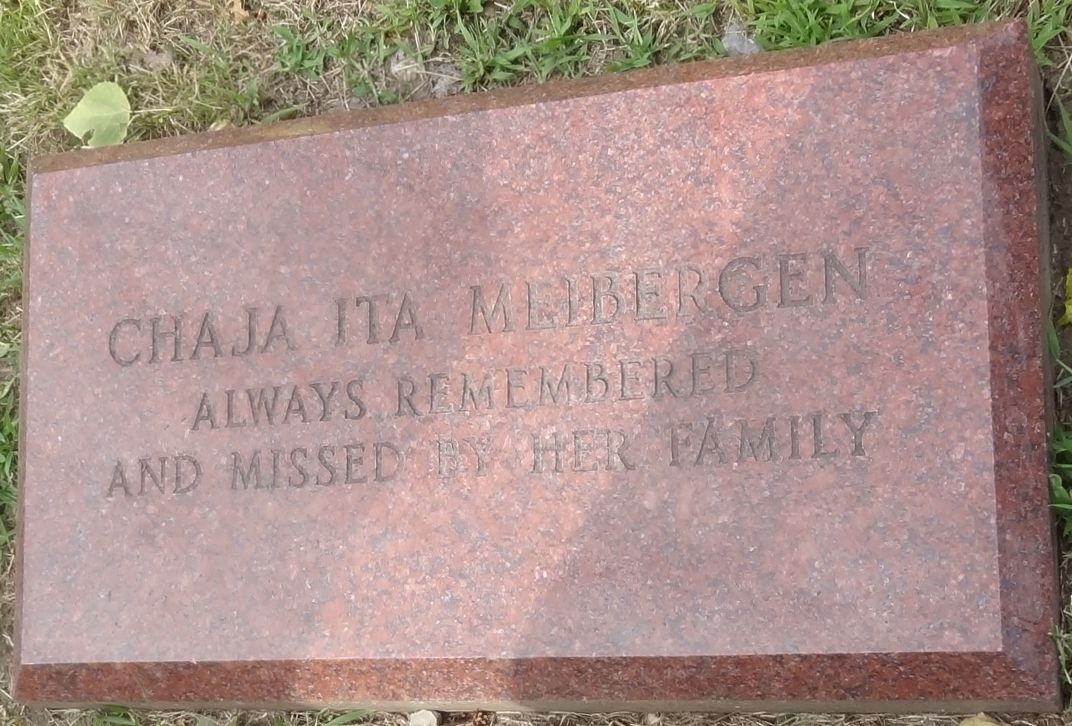 CHAJA ITA MEIBERGEN
ALWAYS REMEMBERED
AND MISSED BY HER FAMILY